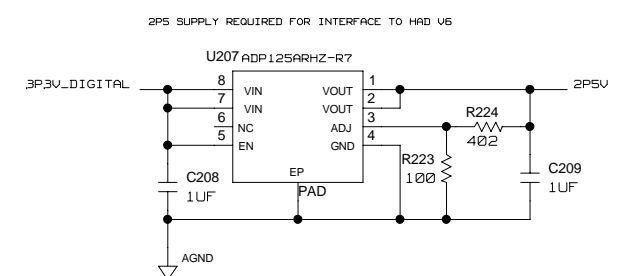 2P5 SUPPLY REQUIRED FOR INTERFACE TO HAD V6
U207 ADP125ARHZ-R7
3P3V_DIGITAL
2P5V
8 VIN VOUT 1
7 VIN VOUT 2
6 NC ADJ 3
5 EN GND 4
EP
PAD
R224
402
R223
100
C208
1UF
C209
1UF
AGND